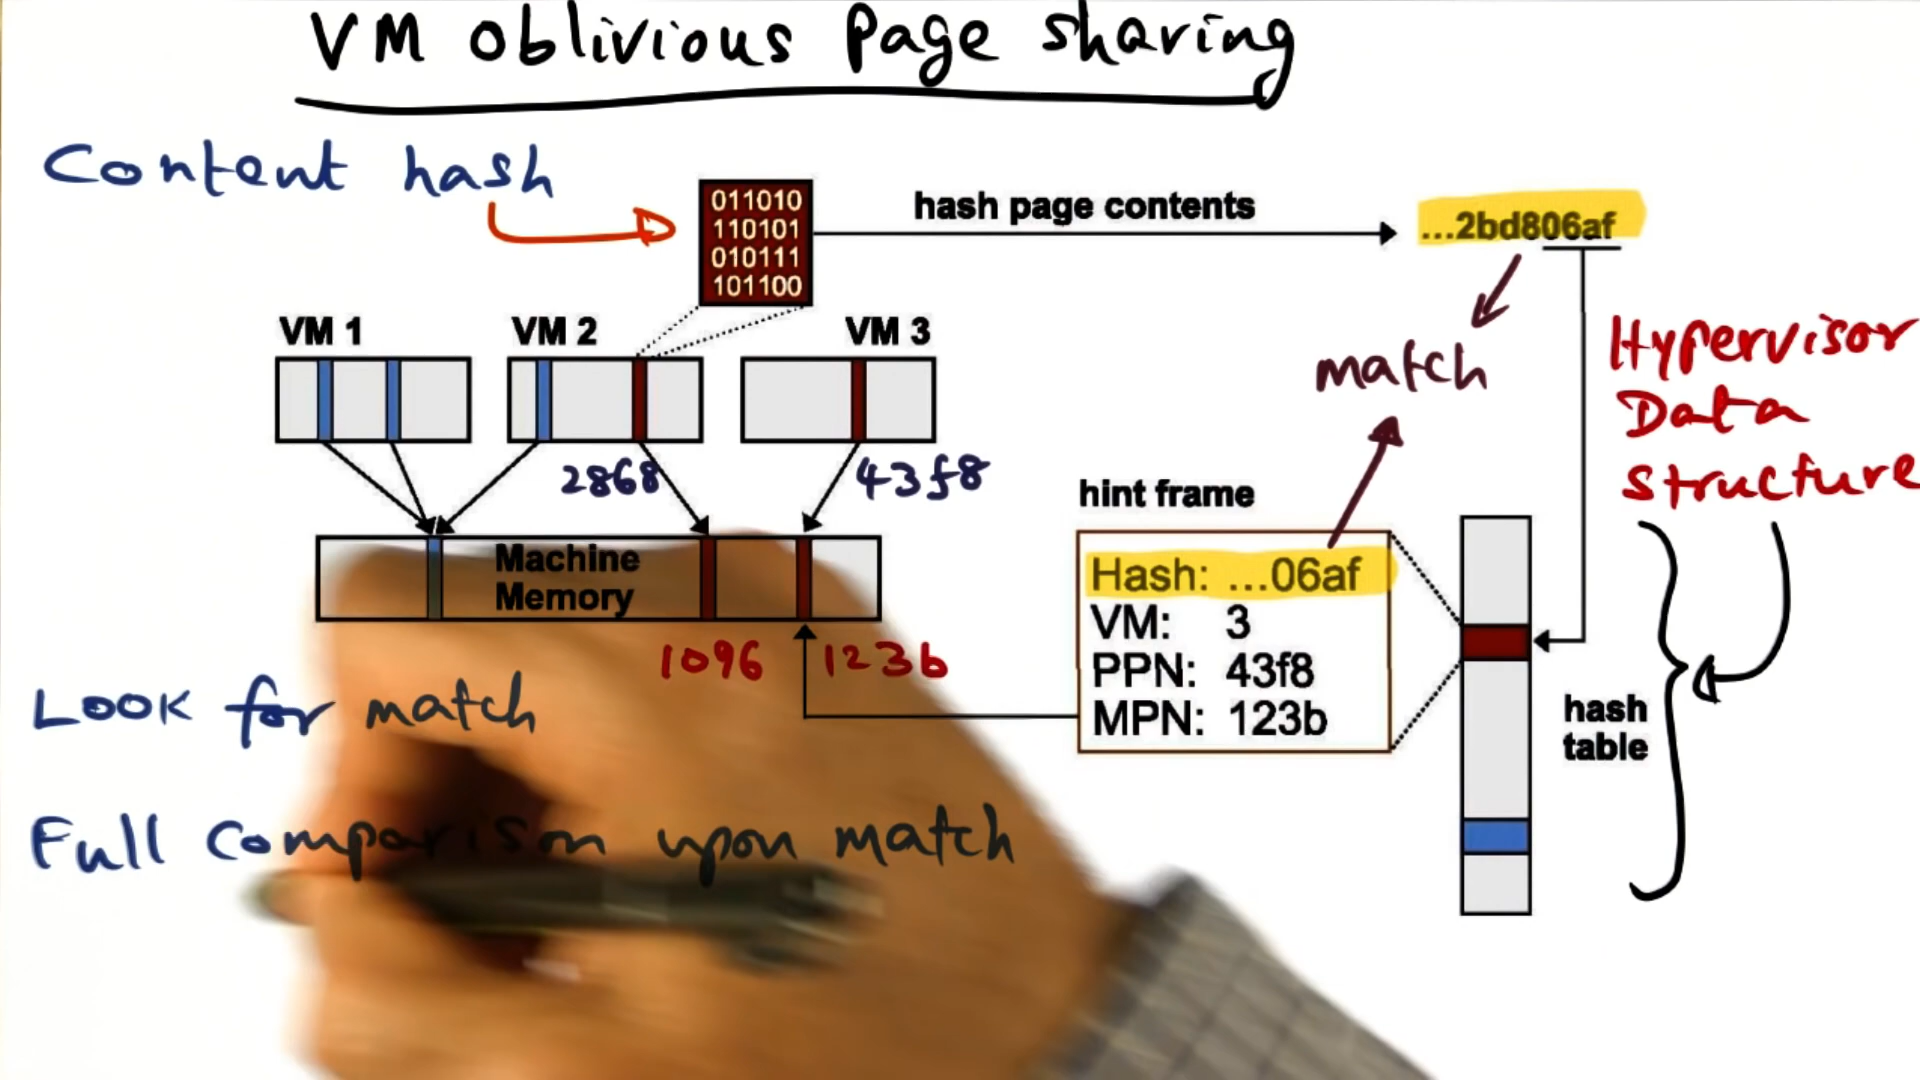 VM Oblivious Page Sharing
Content hash
011010
110101
010111
101100
hash page contents
...2bd806af
VM 1
VM 2
VM 3
match
Hypervisor
Data
Structure
2868
43f8
hint frame
Machine
Memory
Hash: ...06af
VM: 3
PPN: 43f8
MPN: 123b
1096
123b
hash
table
Look for match
Full comparison upon match